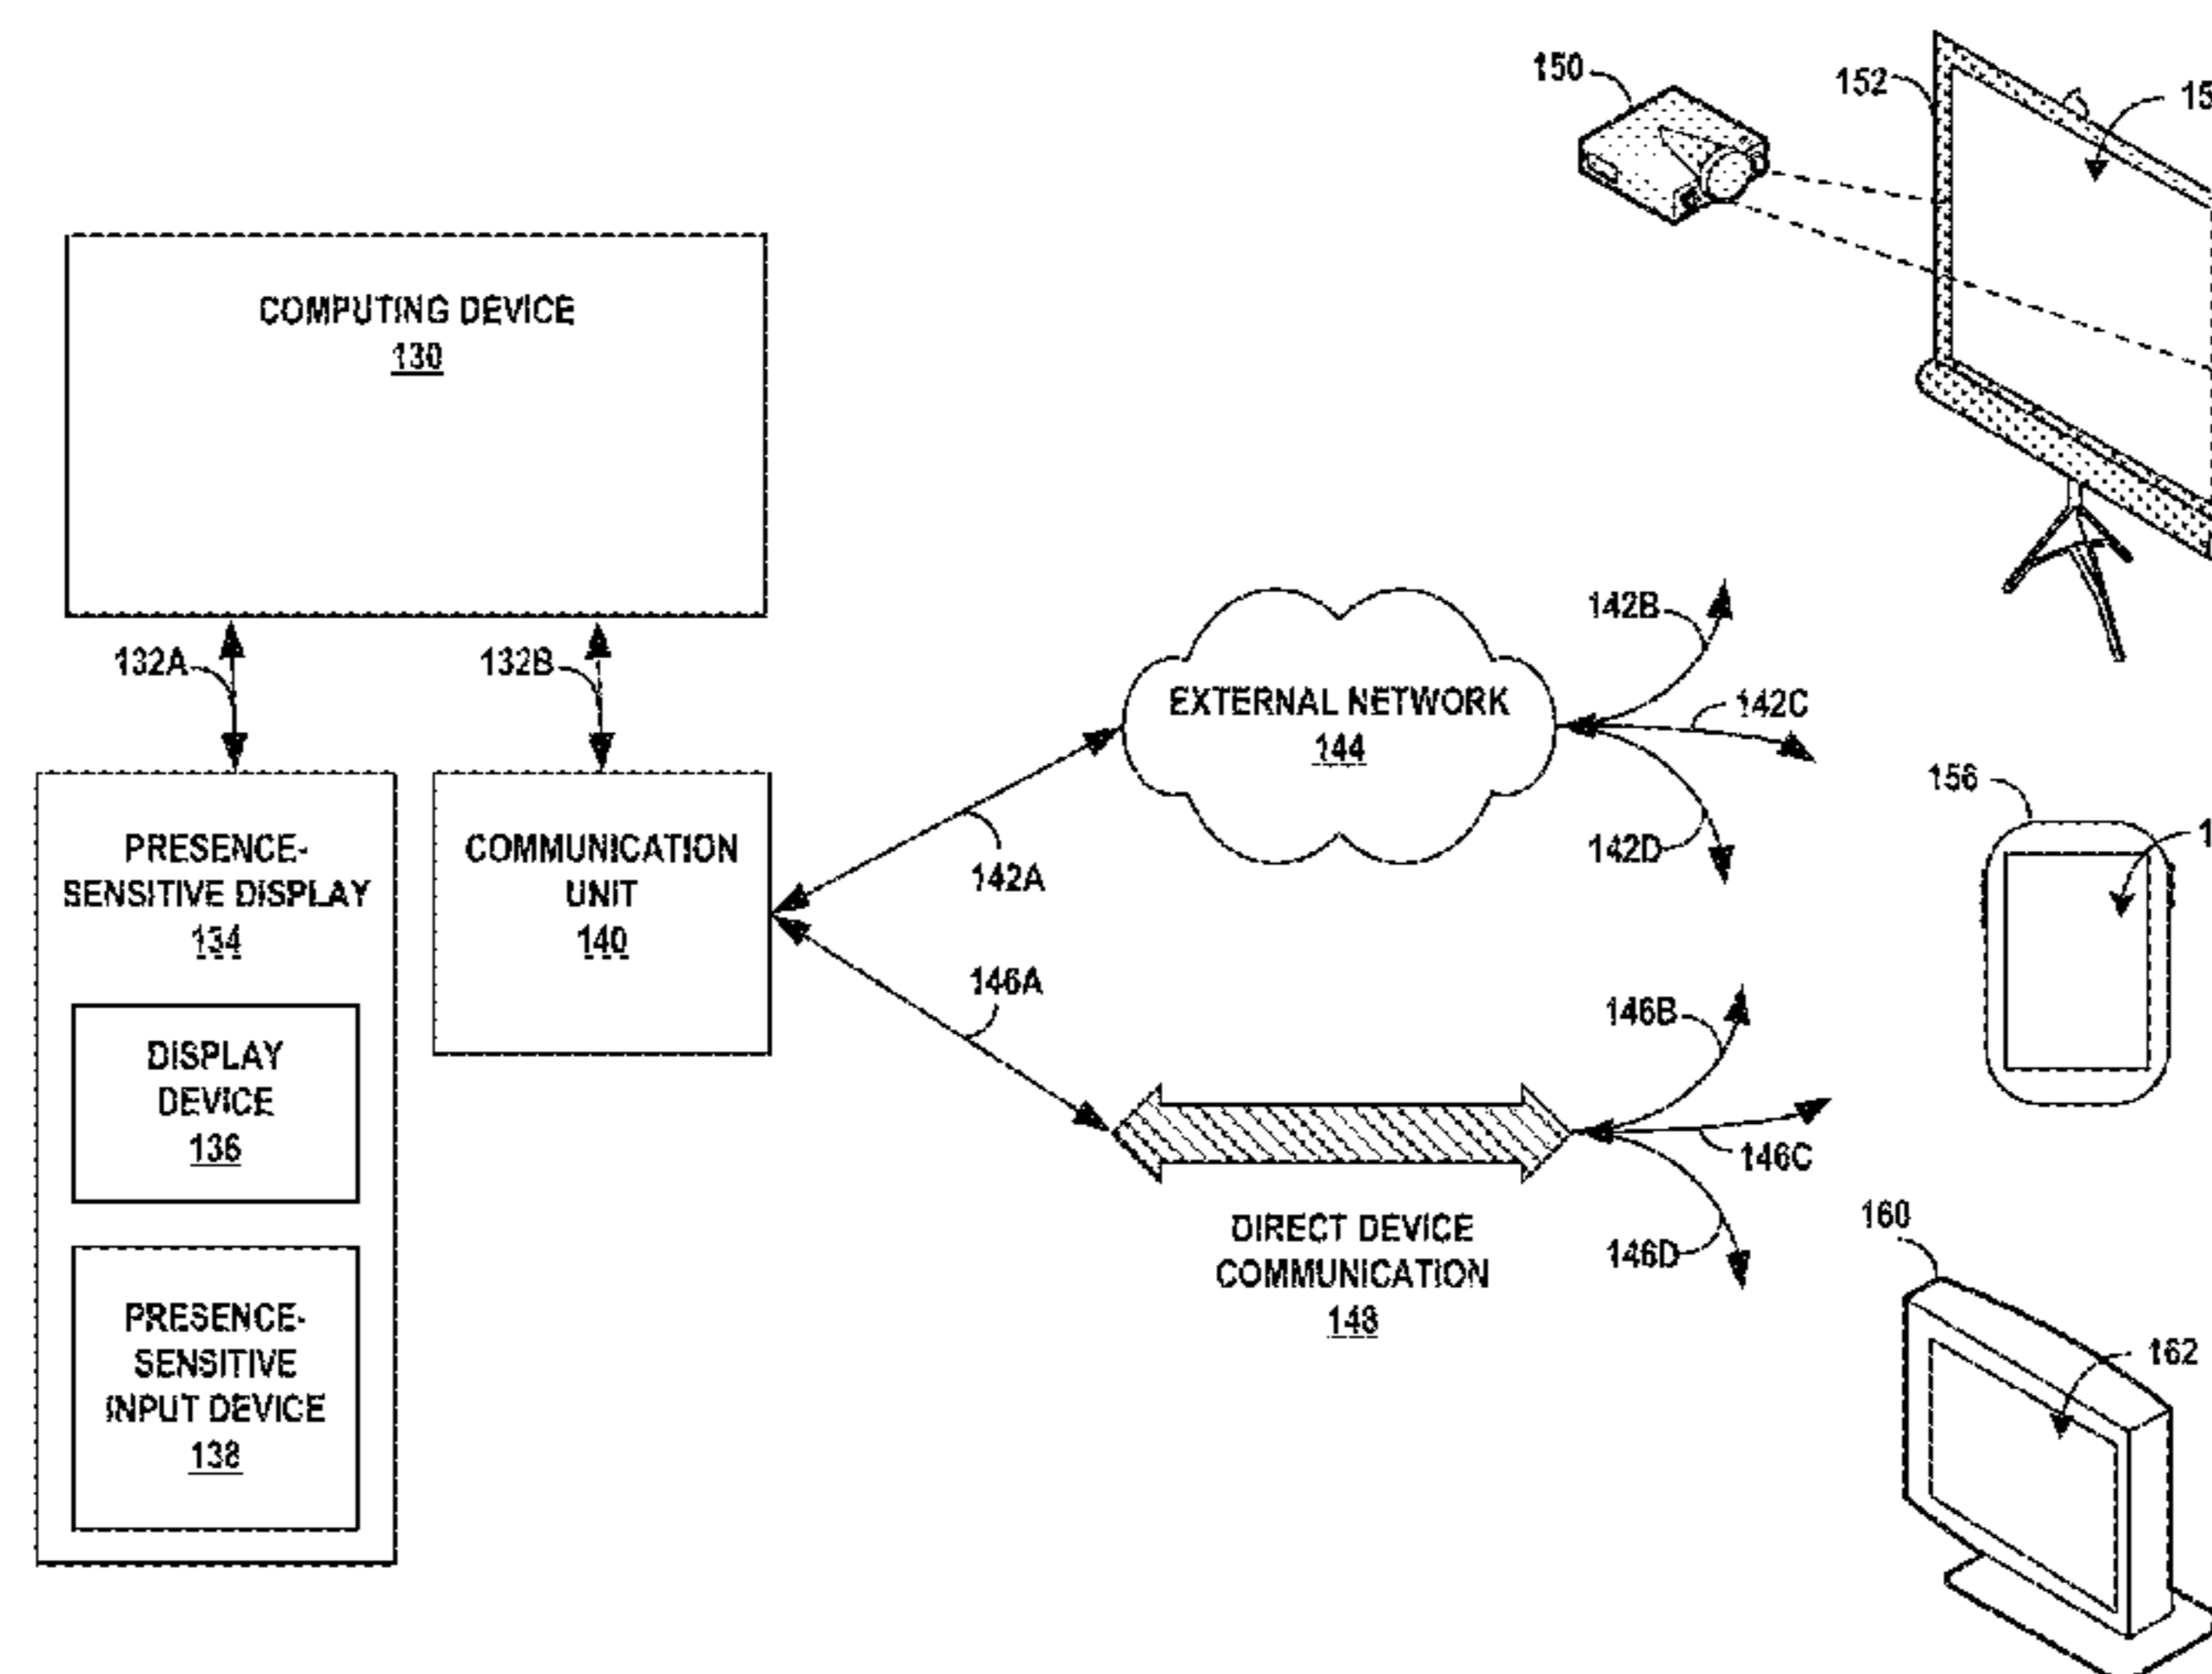 150
152
COMPUTING DEVICE
130
132A
132B
142B
EXTERNAL NETWORK
144
142C
142D
142A
156
PRESENCE-
SENSITIVE DISPLAY
134
COMMUNICATION
UNIT
140
146A
146B
146C
146D
DISPLAY
DEVICE
136
DIRECT DEVICE
COMMUNICATION
148
160
162
PRESENCE-
SENSITIVE
INPUT DEVICE
138